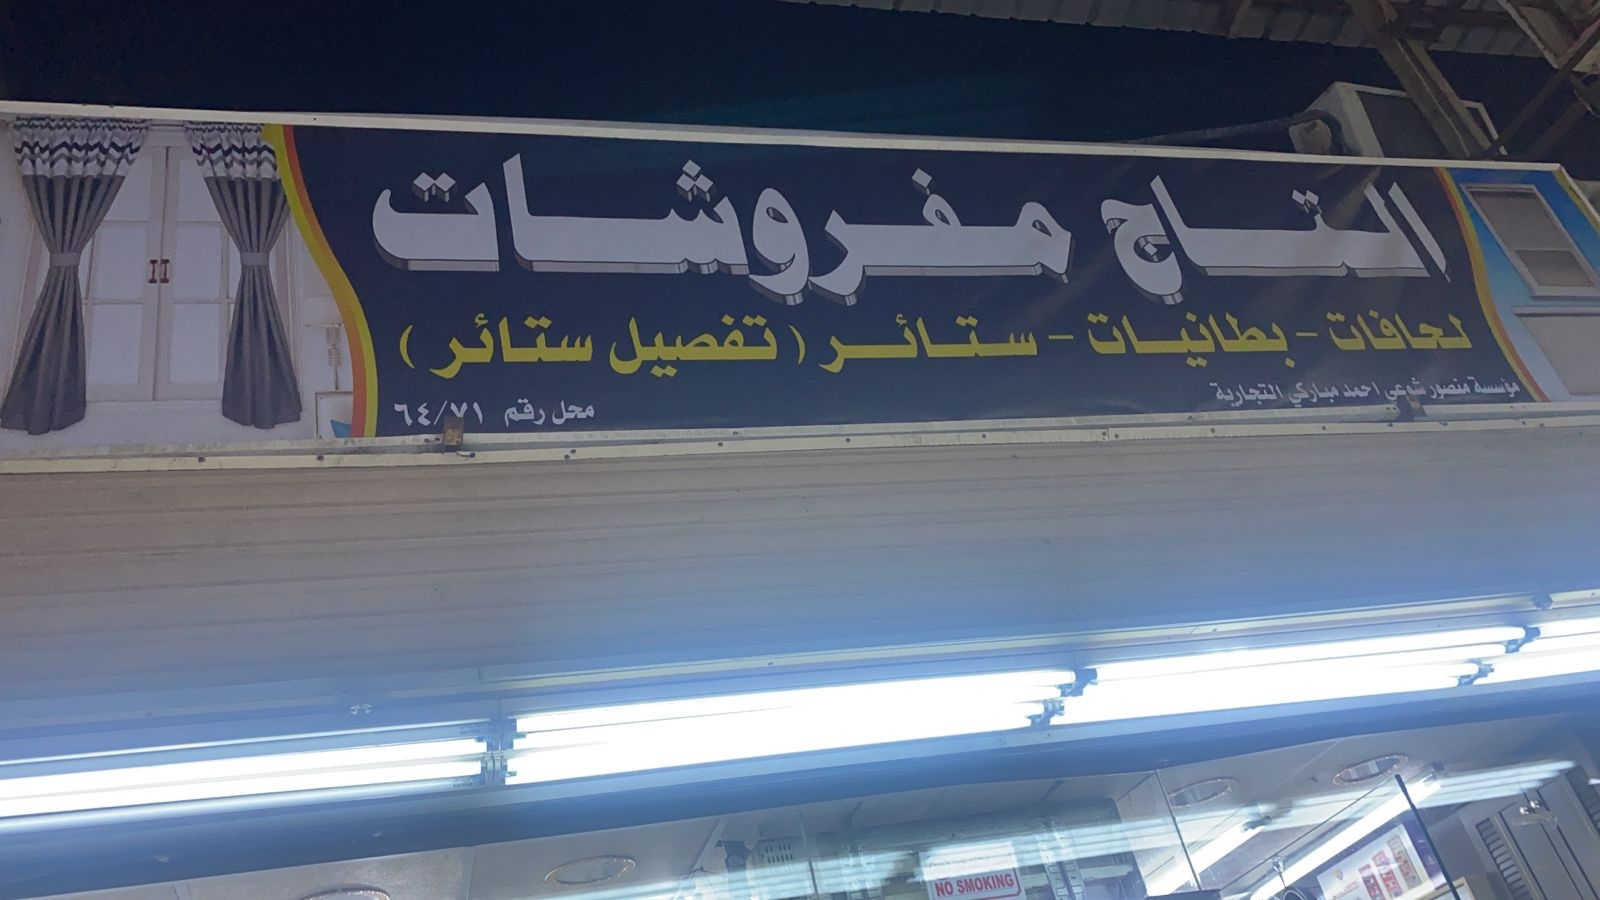 التاج مفروشات
لحافات - بطانيات - ستائر ( تفصيل ستائر )
مؤسسة منصور شوعي احمد مباركي التجارية
محل رقم ٦٤/٧١
NO SMOKING